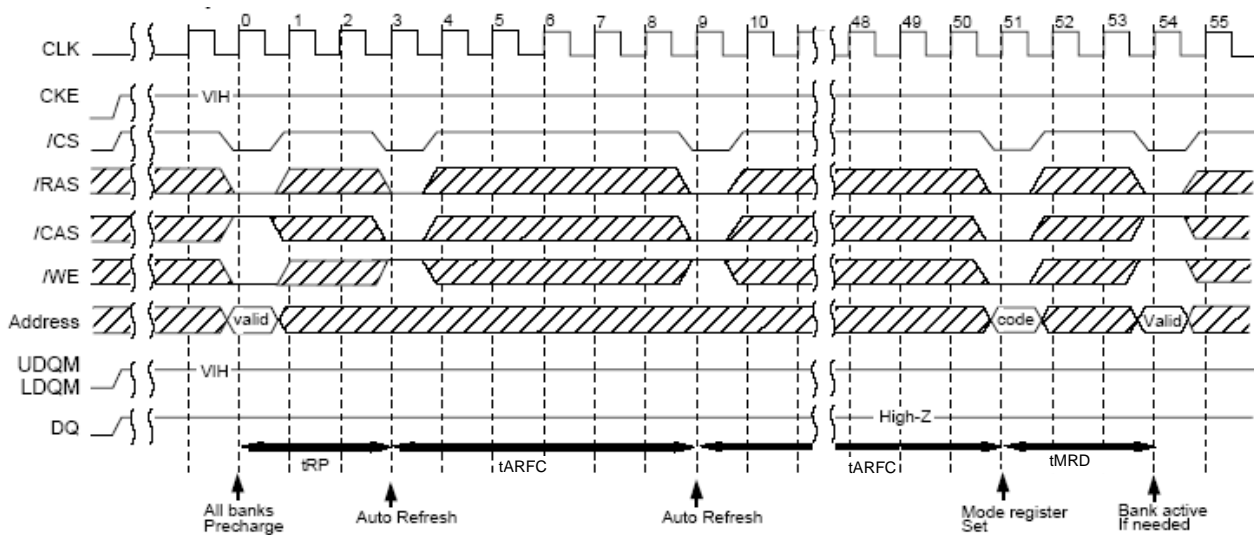 0 1 2 3 4 5 6 7 8 9 10 48 49 50 51 52 53 54 55
CLK
CKE VIH
/CS
/RAS
/CAS
/WE
Address valid code Valid
UDQM VIH
LDQM
DQ High-Z
tRP tARFC tARFC tMRD
All banks
Precharge
Auto Refresh
Auto Refresh
Mode register
Set
Bank active
If needed